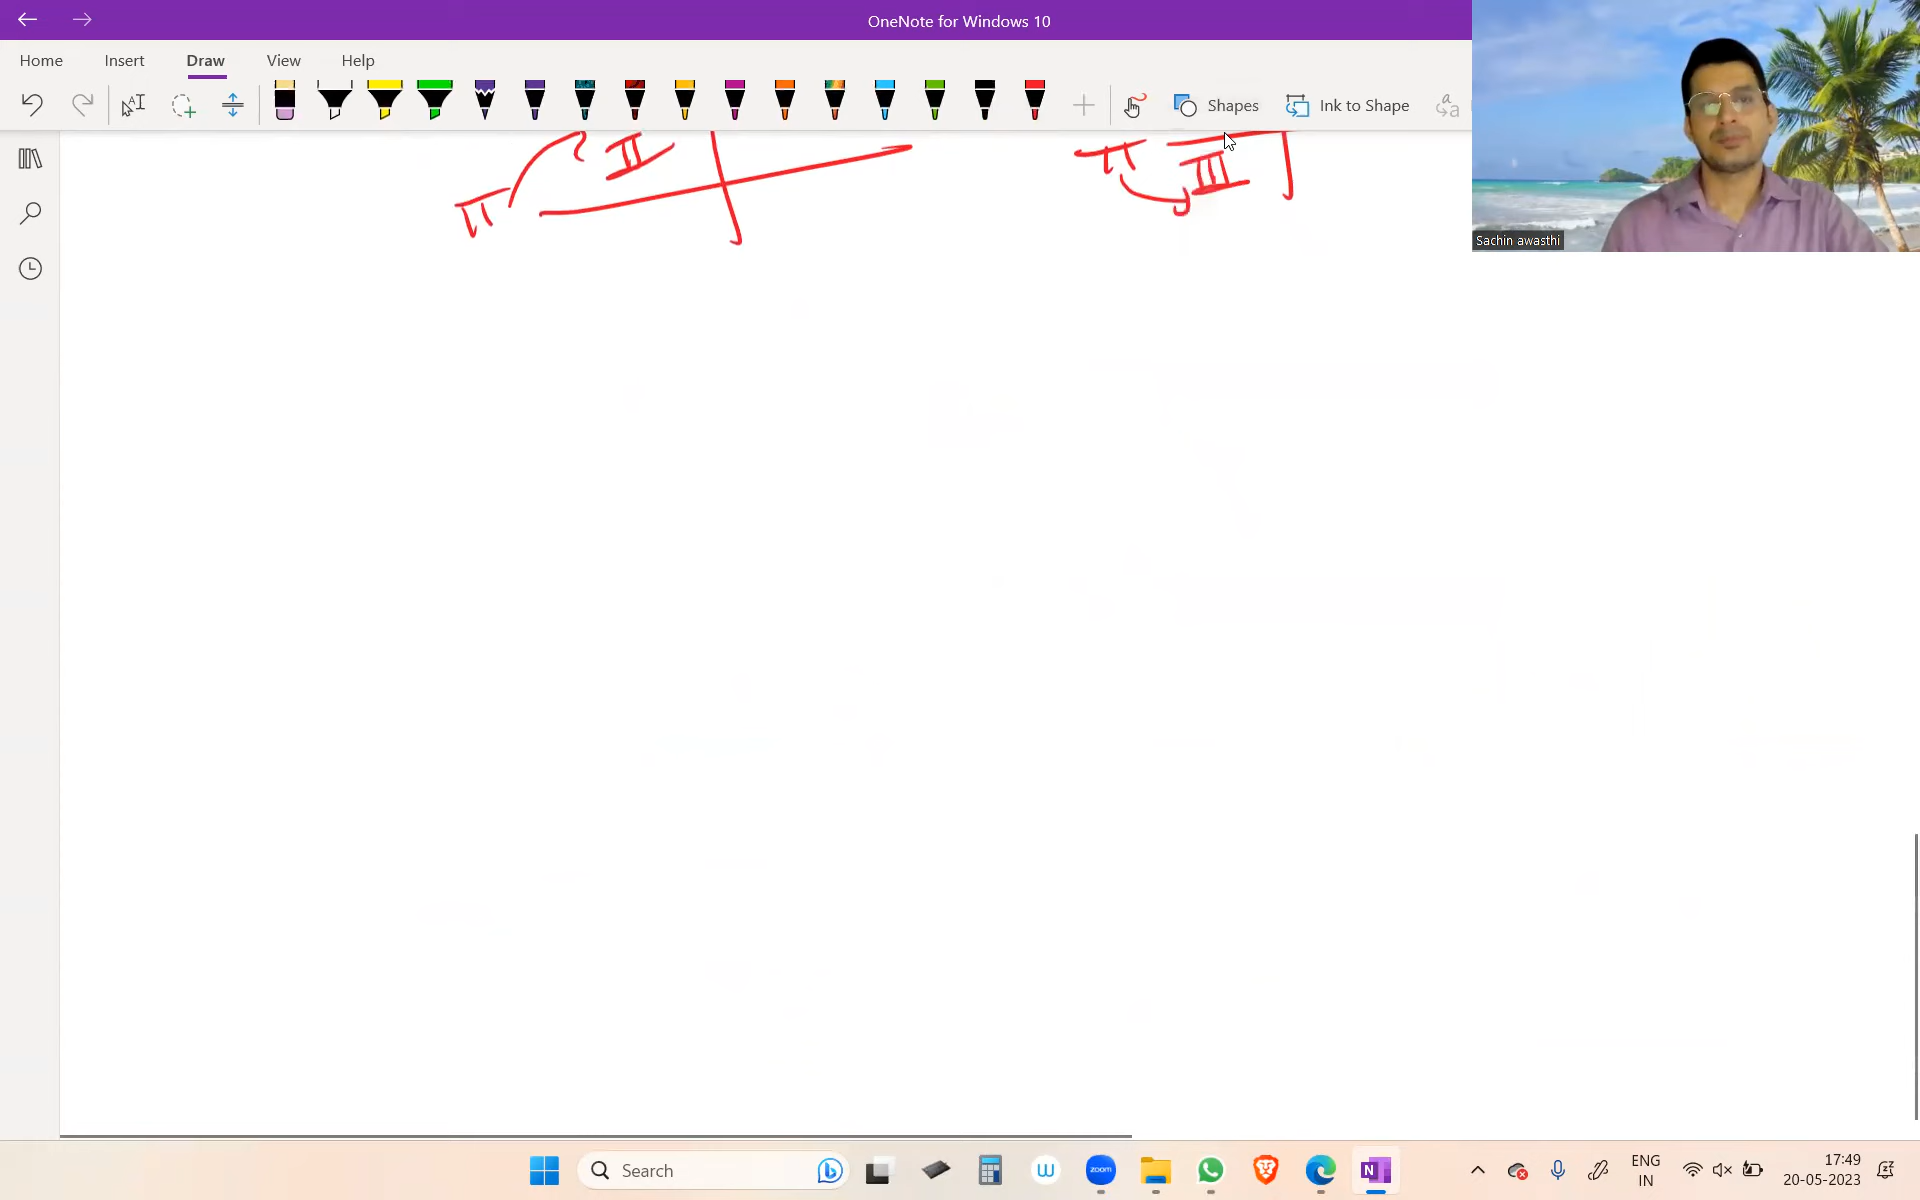 OneNote for Windows 10
Home Insert Draw View Help
Shapes Ink to Shape
II III
II
Sachin awasthi
Search
zoom
ENG
IN
17:49
20-05-2023